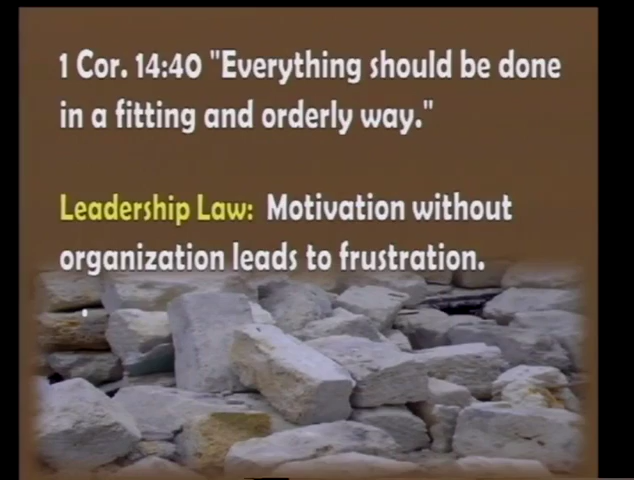 1 Cor. 14:40 "Everything should be done
in a fitting and orderly way."
Leadership Law: Motivation without
organization leads to frustration.